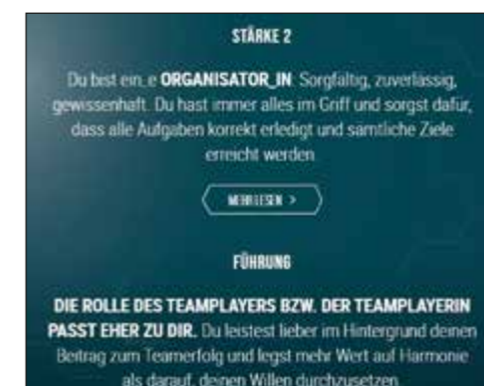 STÄRKE 2
Du bist ein_e ORGANISATOR_IN: Sorgfältig, zuverlässig,
gewissenhaft. Du hast immer alles im Griff und sorgst dafür,
dass alle Aufgaben korrekt erledigt und sämtliche Ziele
erreicht werden.
MEHR LESEN >
FÜHRUNG
DIE ROLLE DES TEAMPLAYERS BZW. DER TEAMPLAYERIN
PASST EHER ZU DIR. Du leistest lieber im Hintergrund deinen
Beitrag zum Teamerfolg und legst mehr Wert auf Harmonie
als darauf, deinen Willen durchzusetzen.